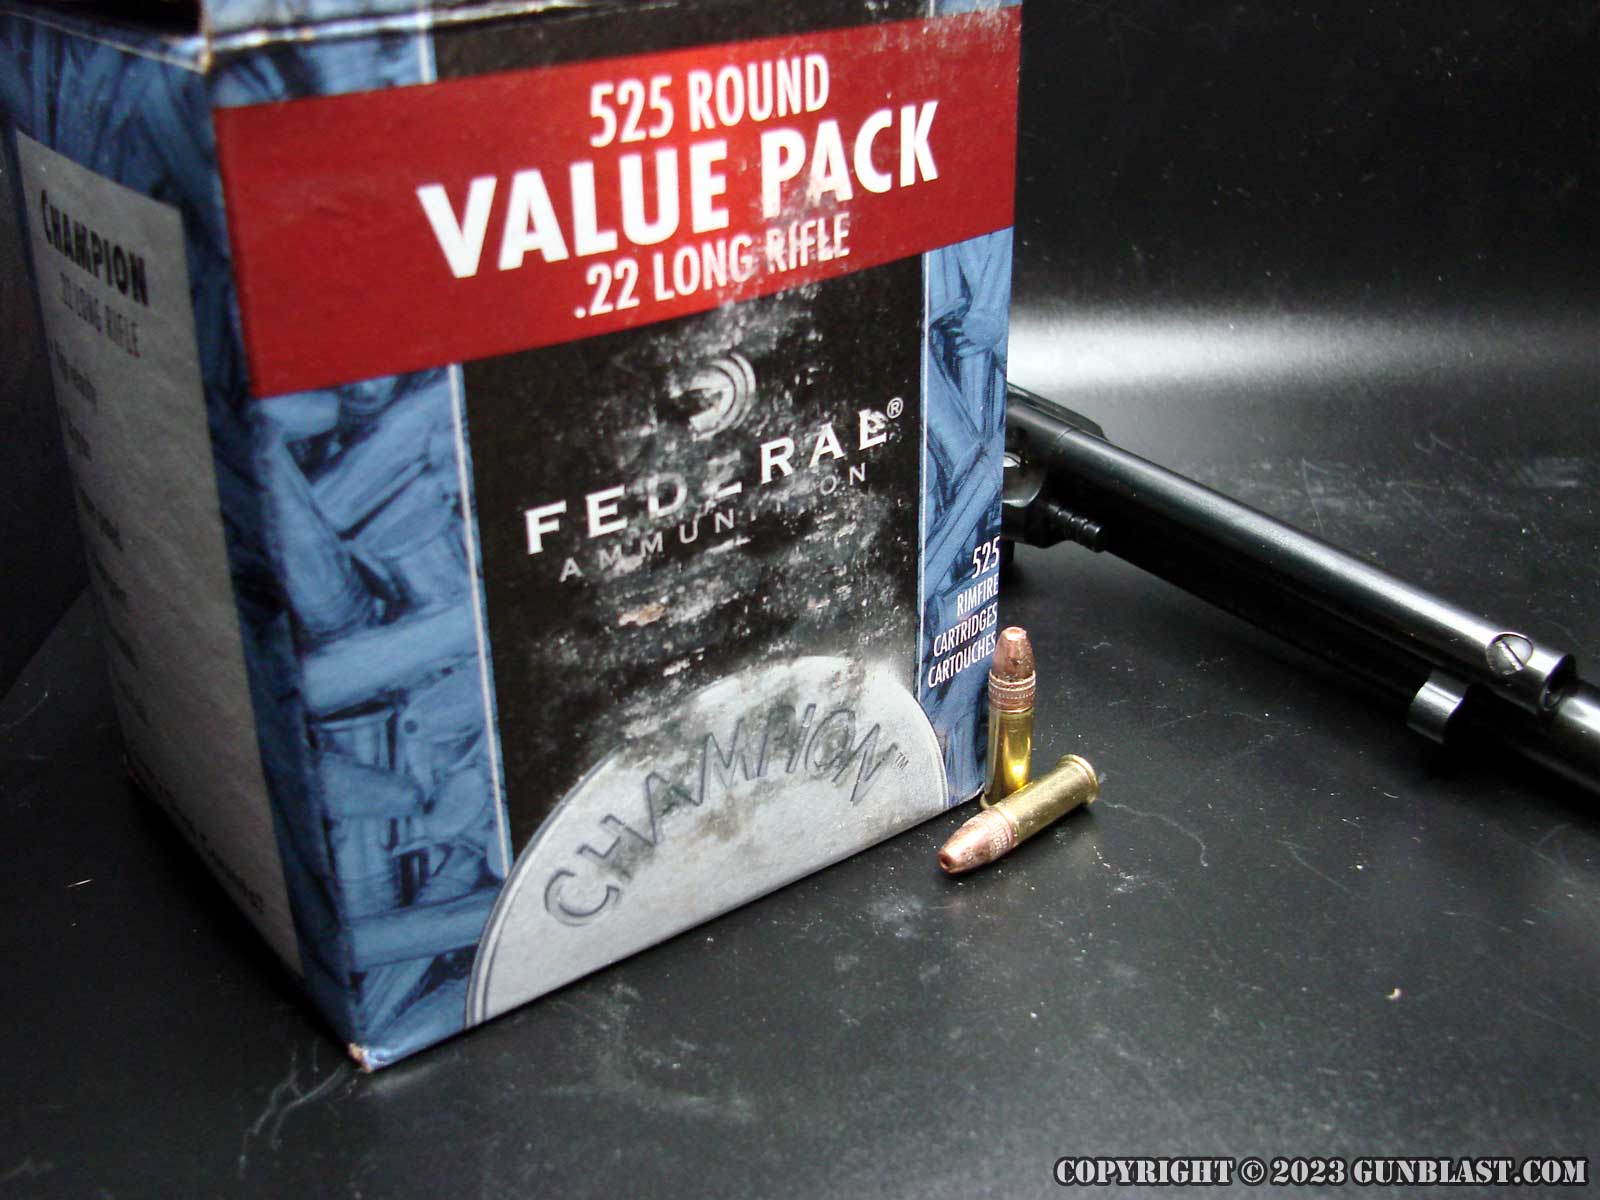 525 ROUND
VALUE PACK
.22 LONG RIFLE
FEDERAL®
AMMUNITION
CHAMPION™
525
RIMFIRE
CARTRIDGES
CARTOUCHES
CHAMPION
.22 LONG RIFLE
COPYRIGHT © 2023 GUNBLAST.COM